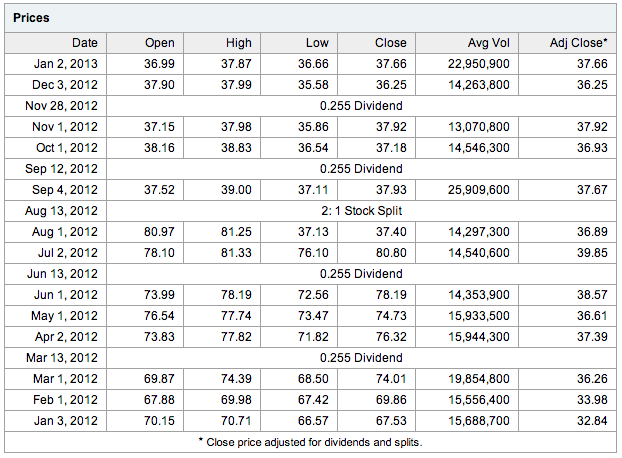 Prices
Date Open High Low Close Avg Vol Adj Close*
Jan 2, 2013 36.99 37.87 36.66 37.66 22,950,900 37.66
Dec 3, 2012 37.90 37.99 35.58 36.25 14,263,800 36.25
Nov 28, 2012 0.255 Dividend
Nov 1, 2012 37.15 37.98 35.86 37.92 13,070,800 37.92
Oct 1, 2012 38.16 38.83 36.54 37.18 14,546,300 36.93
Sep 12, 2012 0.255 Dividend
Sep 4, 2012 37.52 39.00 37.11 37.93 25,909,600 37.67
Aug 13, 2012 2: 1 Stock Split
Aug 1, 2012 80.97 81.25 37.13 37.40 14,297,300 36.89
Jul 2, 2012 78.10 81.33 76.10 80.80 14,540,600 39.85
Jun 13, 2012 0.255 Dividend
Jun 1, 2012 73.99 78.19 72.56 78.19 14,353,900 38.57
May 1, 2012 76.54 77.74 73.47 74.73 15,933,500 36.61
Apr 2, 2012 73.83 77.82 71.82 76.32 15,944,300 37.39
Mar 13, 2012 0.255 Dividend
Mar 1, 2012 69.87 74.39 68.50 74.01 19,854,800 36.26
Feb 1, 2012 67.88 69.98 67.42 69.86 15,556,400 33.98
Jan 3, 2012 70.15 70.71 66.57 67.53 15,688,700 32.84
* Close price adjusted for dividends and splits.